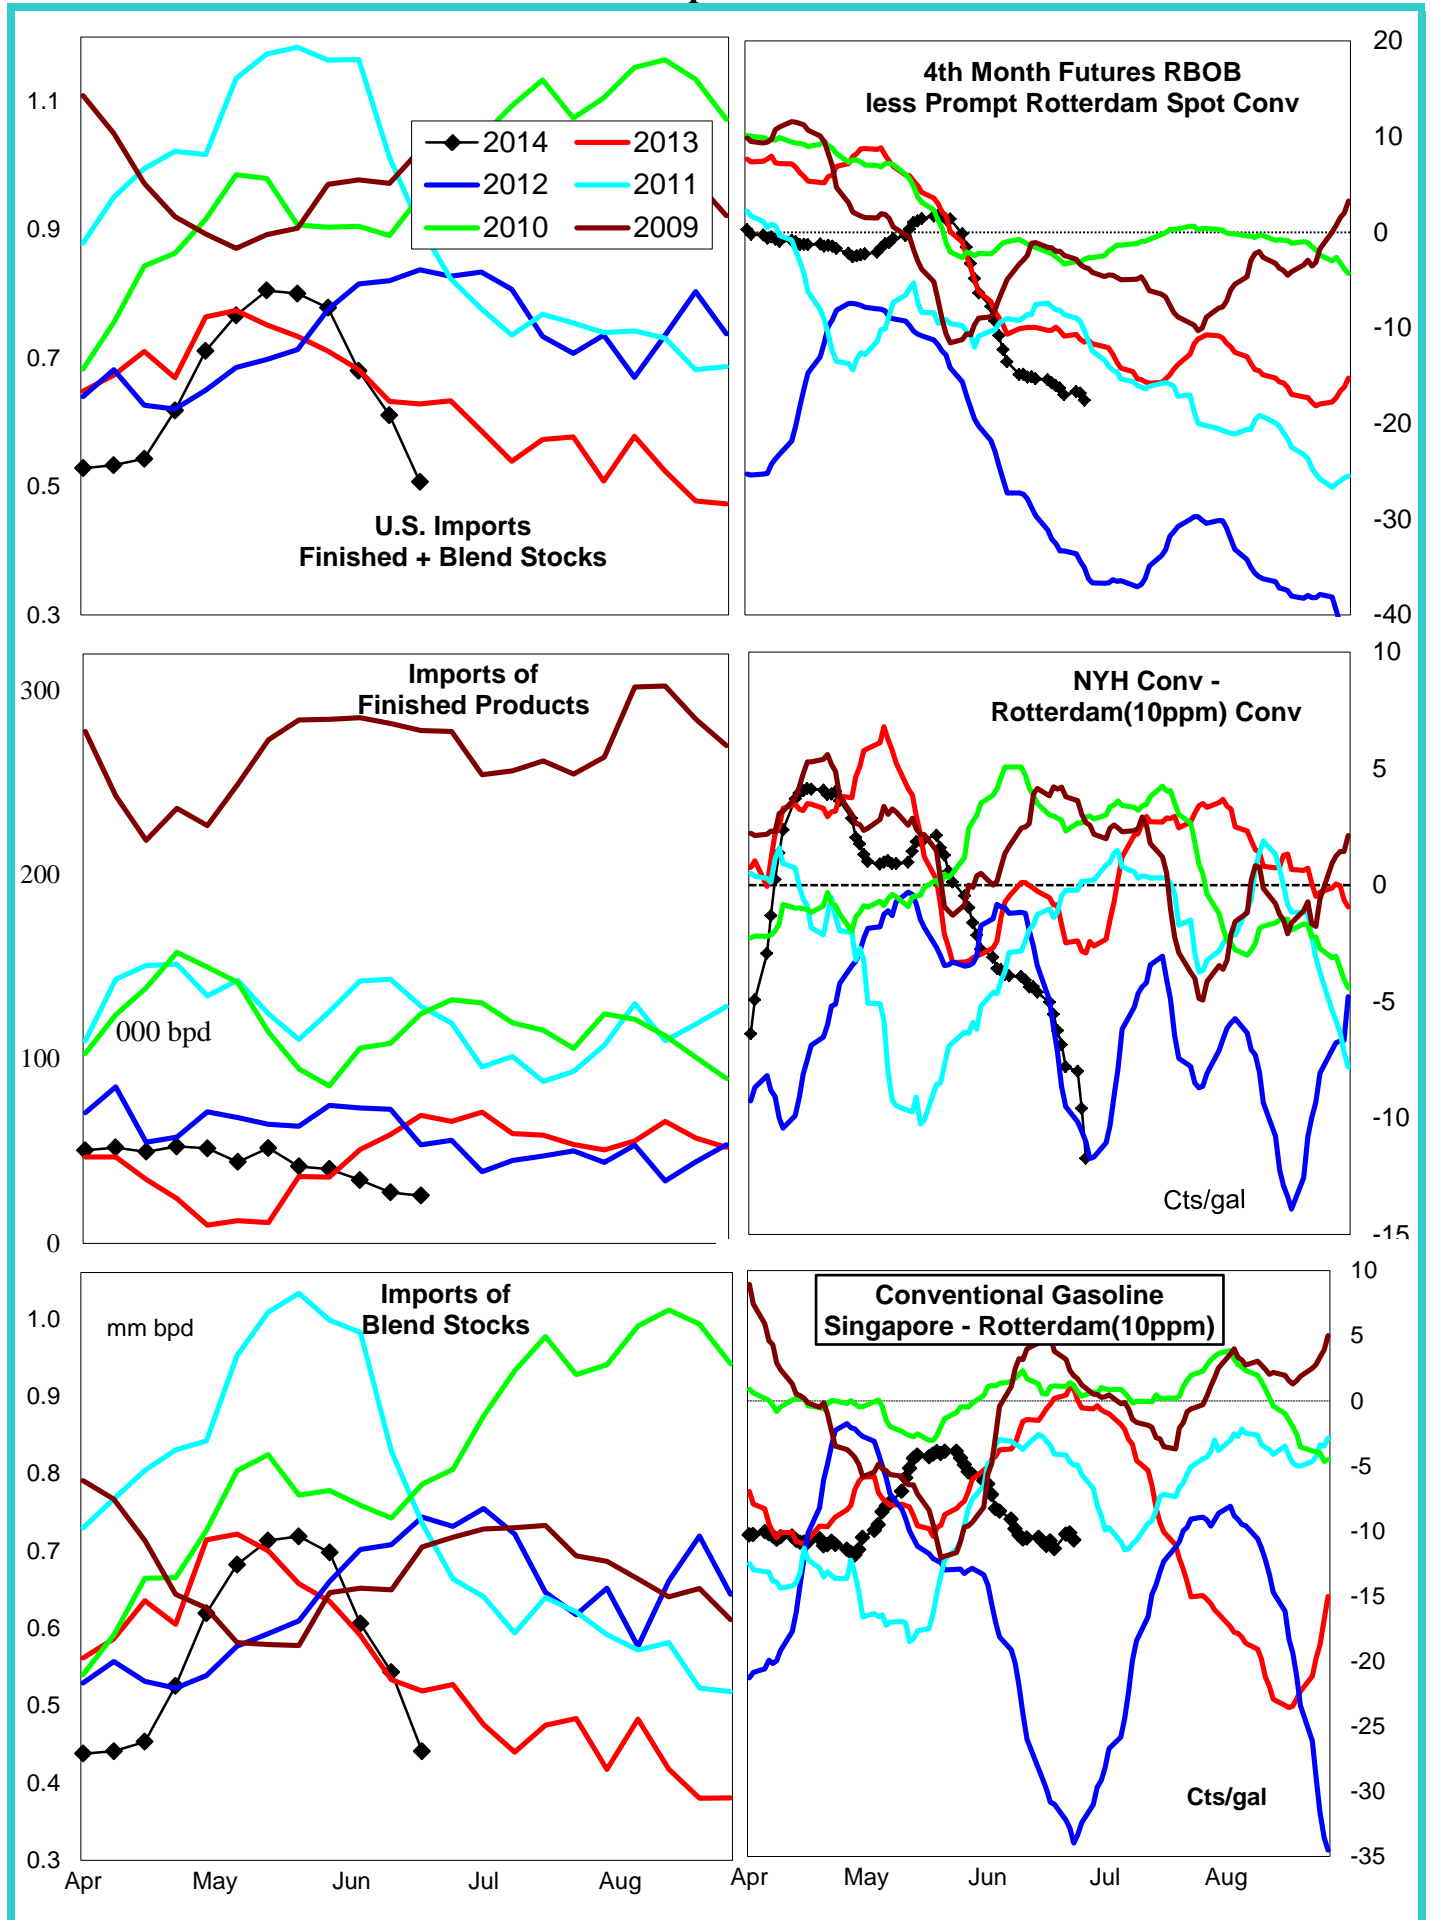 1.1
0.9
0.7
0.5
0.3
2014 2013
2012 2011
2010 2009
U.S. Imports
Finished + Blend Stocks
4th Month Futures RBOB
less Prompt Rotterdam Spot Conv
20
10
0
-10
-20
-30
-40
Imports of
Finished Products
300
200
100
0
000 bpd
NYH Conv -
Rotterdam(10ppm) Conv
10
5
0
-5
-10
-15
Cts/gal
Imports of
Blend Stocks
mm bpd
1.0
0.9
0.8
0.7
0.6
0.5
0.4
0.3
Apr May Jun Jul Aug
Conventional Gasoline
Singapore - Rotterdam(10ppm)
10
5
0
-5
-10
-15
-20
-25
-30
-35
Cts/gal
Apr May Jun Jul Aug